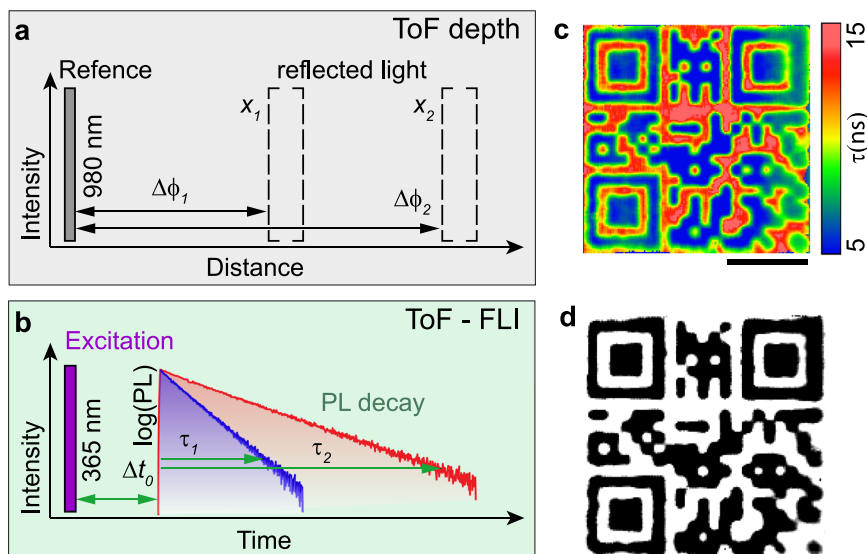 a
ToF depth
Refence
reflected light
x1
x2
Intensity
980 nm
Δϕ1
Δϕ2
Distance
b
ToF - FLI
Excitation
Intensity
365 nm
log(PL)
PL decay
τ1
τ2
Δt0
Time
c
15
τ(ns)
5
d